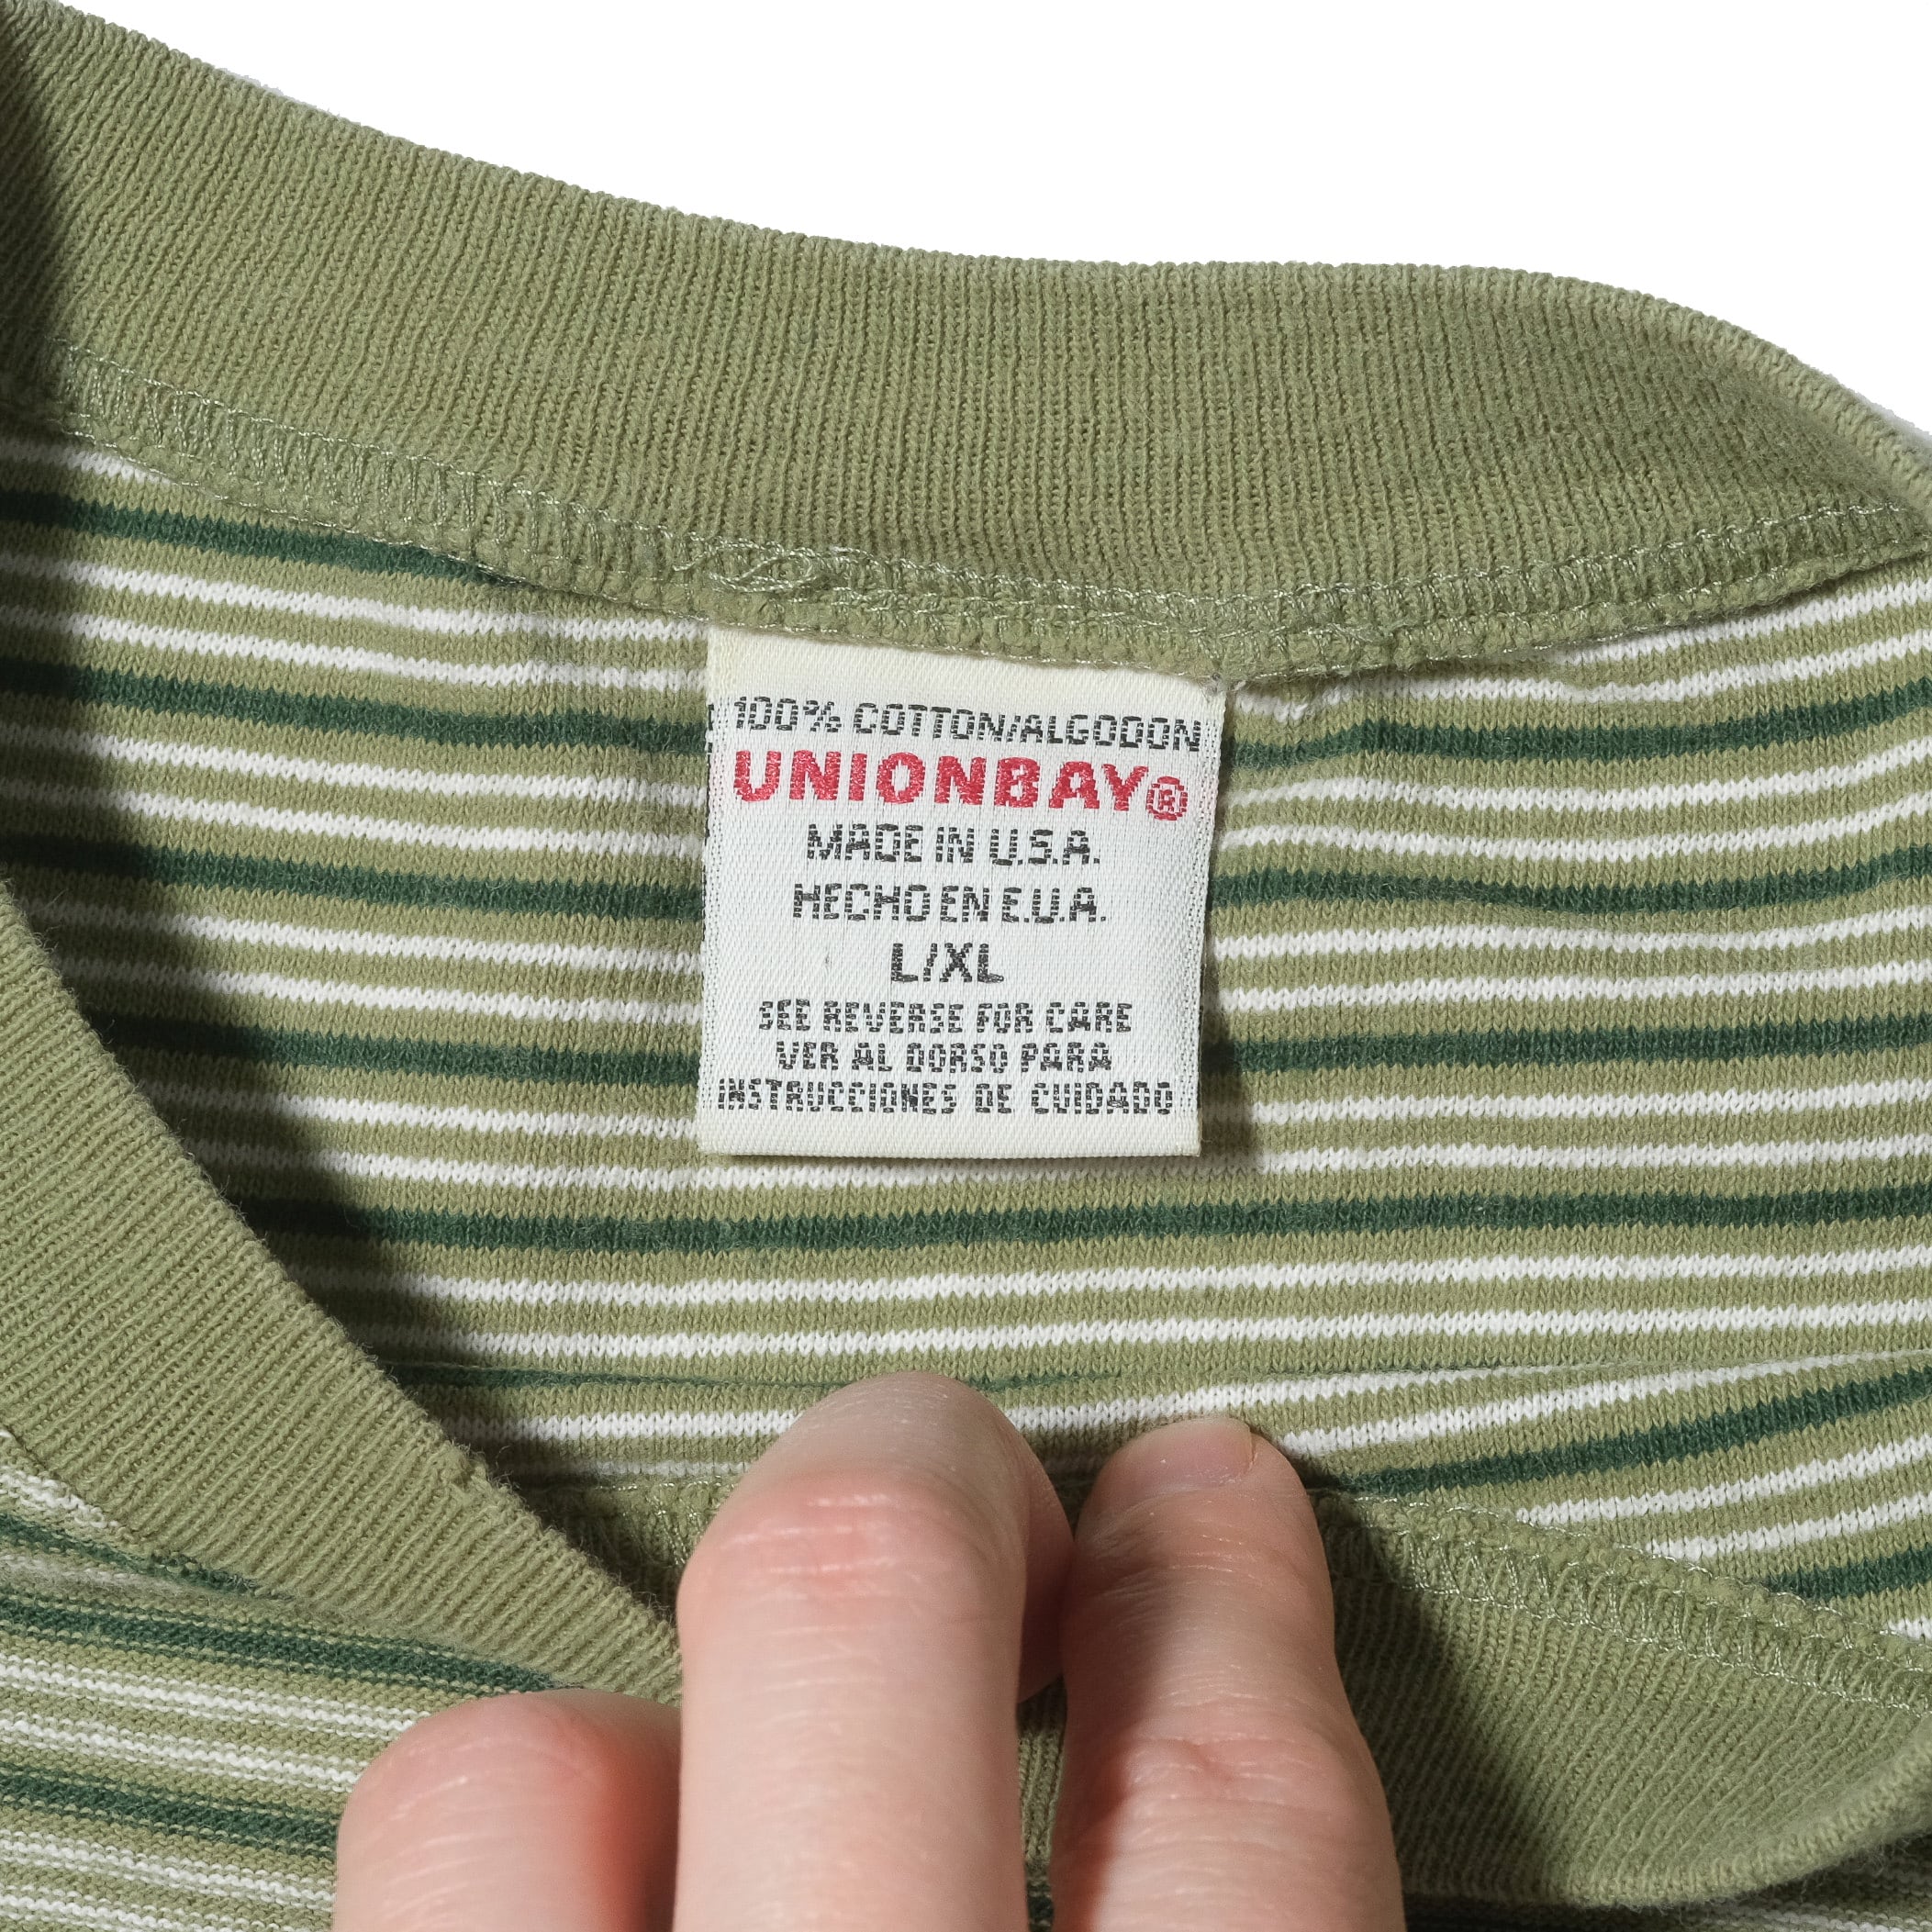 100% COTTON/ALGODON
UNIONBAY®
MADE IN U.S.A.
HECHO EN E.U.A.
L/XL
SEE REVERSE FOR CARE
VER AL DORSO PARA
INSTRUCCIONES DE CUIDADO